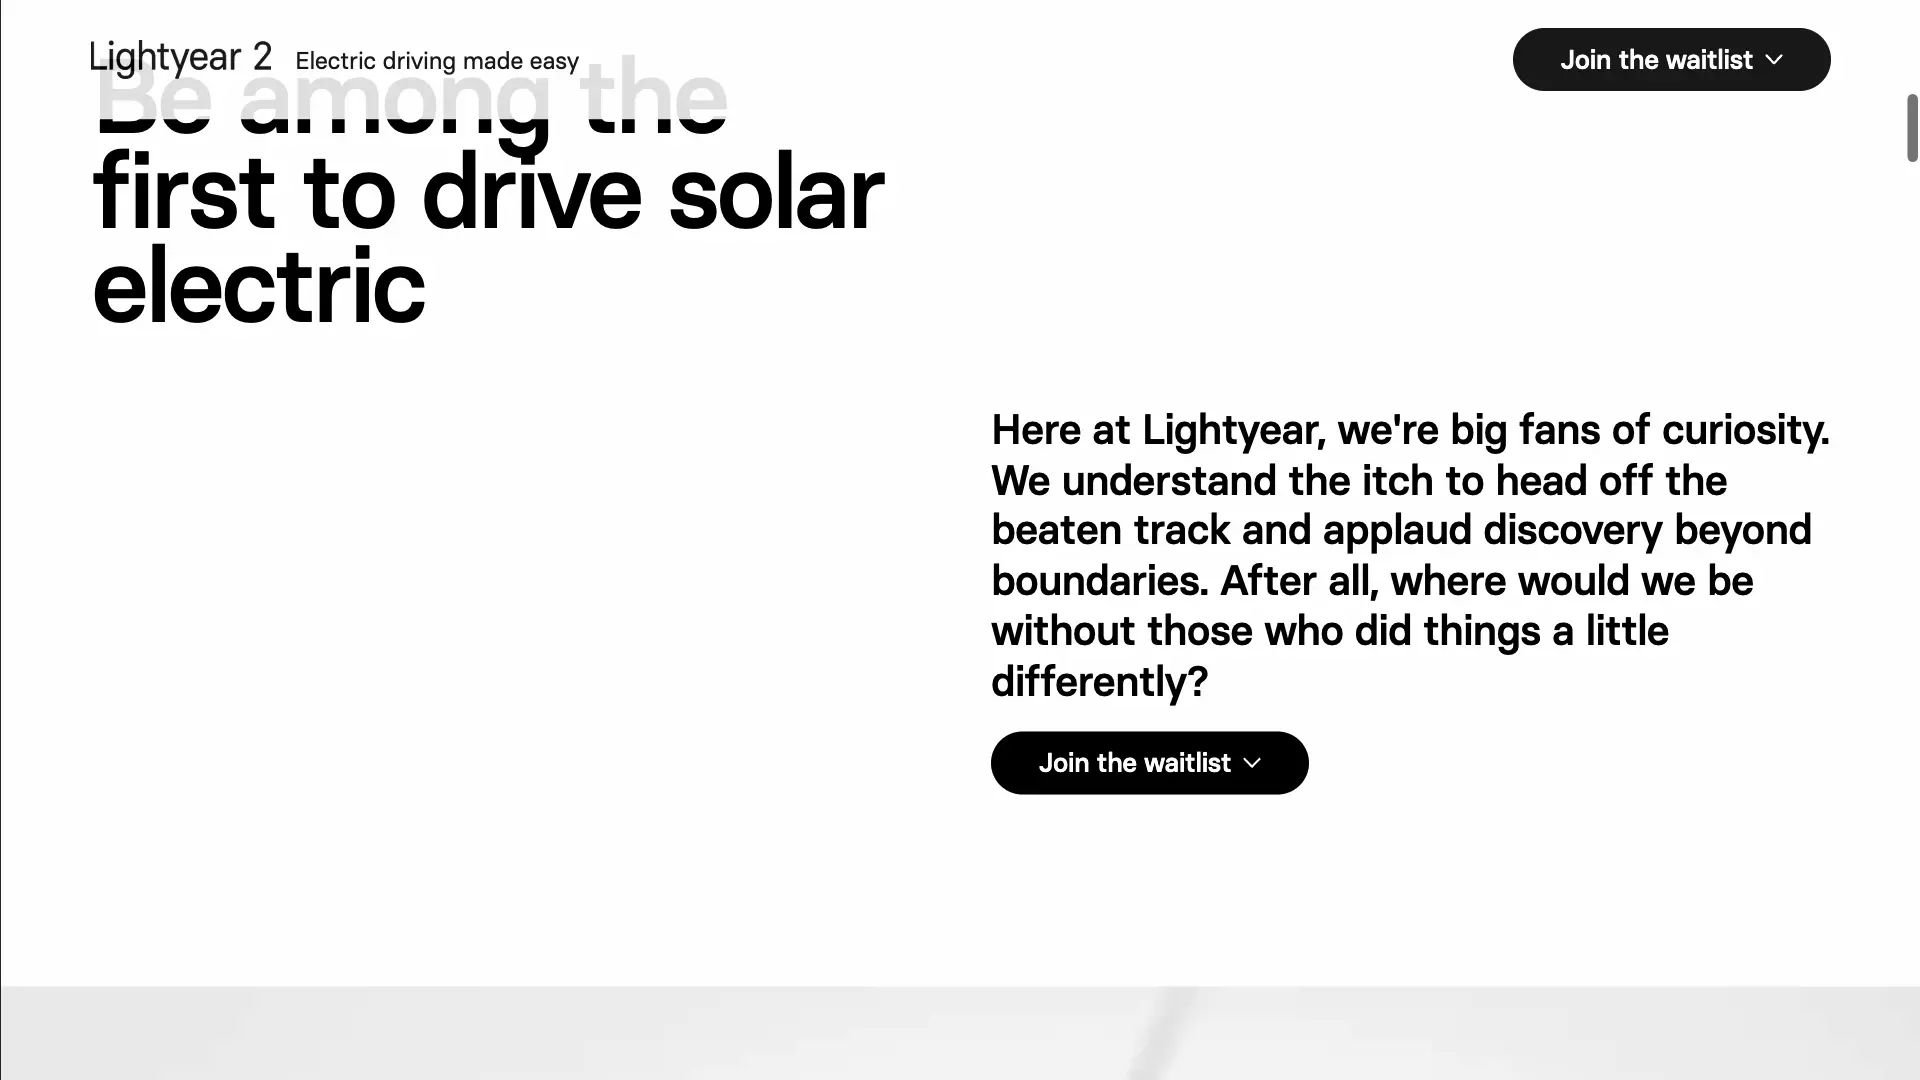 Lightyear 2 Electric driving made easy
Join the waitlist
Be among the
first to drive solar
electric
Here at Lightyear, we're big fans of curiosity.
We understand the itch to head off the
beaten track and applaud discovery beyond
boundaries. After all, where would we be
without those who did things a little
differently?
Join the waitlist